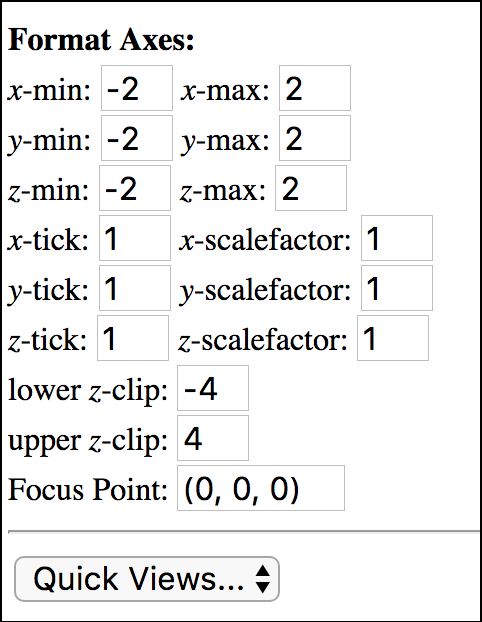 Format Axes:
x-min: -2 x-max: 2
y-min: -2 y-max: 2
z-min: -2 z-max: 2
x-tick: 1 x-scalefactor: 1
y-tick: 1 y-scalefactor: 1
z-tick: 1 z-scalefactor: 1
lower z-clip: -4
upper z-clip: 4
Focus Point: (0, 0, 0)
Quick Views...